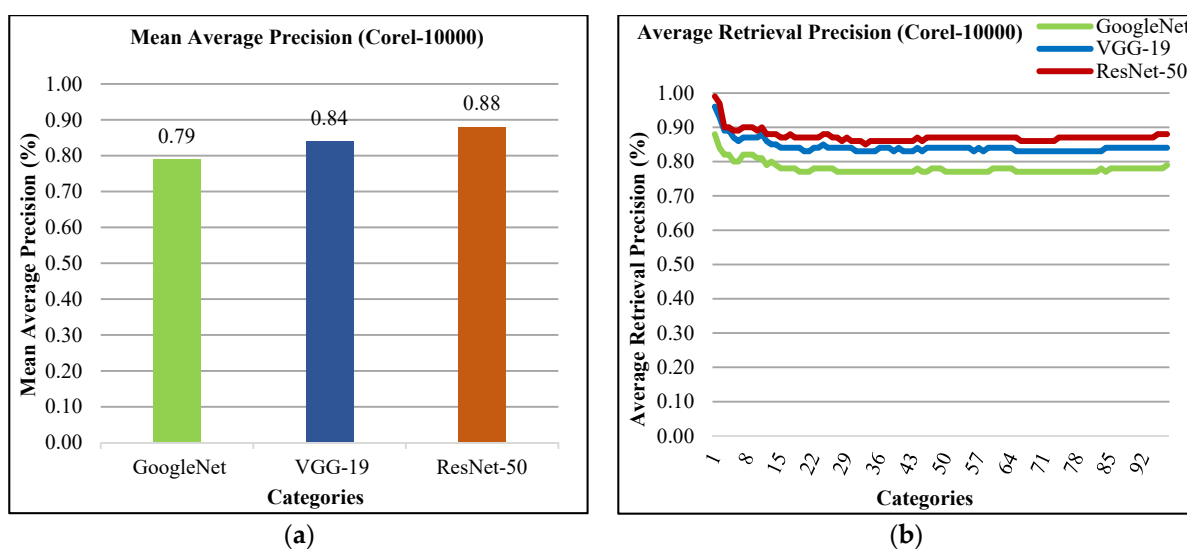 Mean Average Precision (Corel-10000)
Mean Average Precision (%)
1.00
0.90
0.80
0.70
0.60
0.50
0.40
0.30
0.20
0.10
0.00
0.79
0.84
0.88
GoogleNet VGG-19 ResNet-50
Categories
(a)
Average Retrieval Precision (Corel-10000)
GoogleNet
VGG-19
ResNet-50
Average Retrieval Precision (%)
1.00
0.90
0.80
0.70
0.60
0.50
0.40
0.30
0.20
0.10
0.00
1 8 15 22 29 36 43 50 57 64 71 78 85 92
Categories
(b)